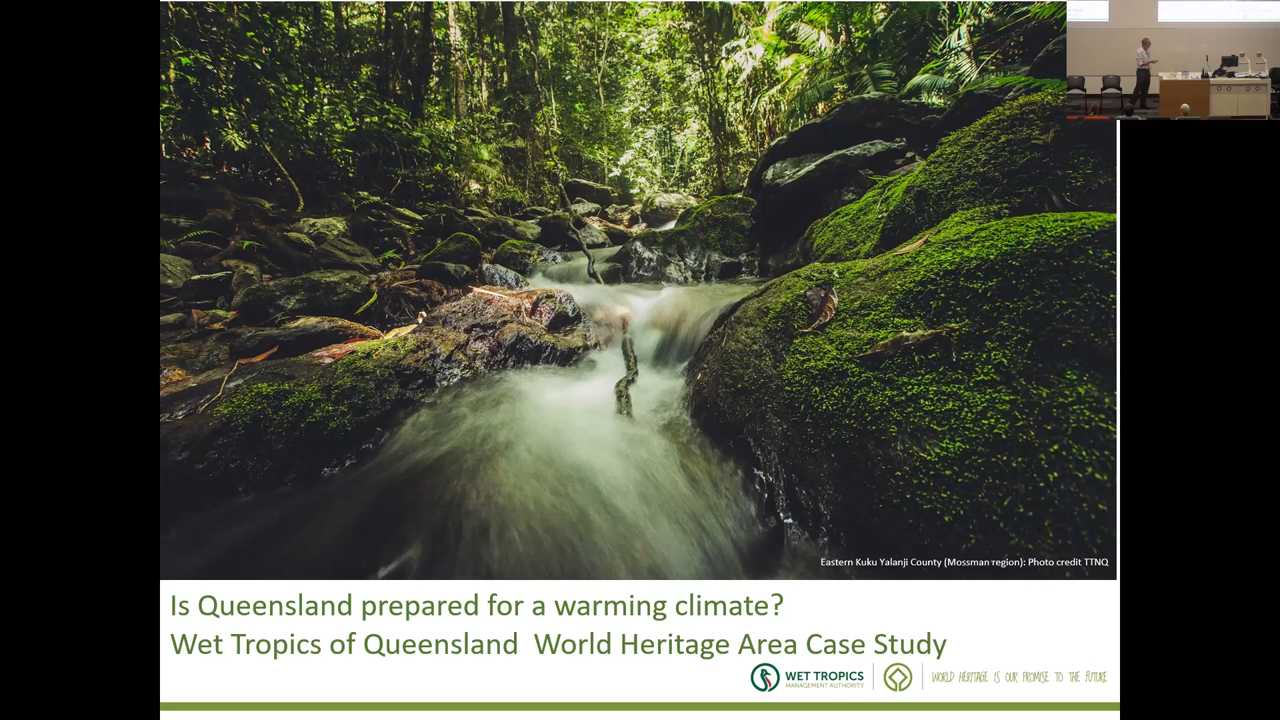 Eastern Kuku Yalanji County (Mossman region): Photo credit TTNQ
Is Queensland prepared for a warming climate?
Wet Tropics of Queensland  World Heritage Area Case Study
WET TROPICS
MANAGEMENT AUTHORITY
WORLD HERITAGE IS OUR PROMISE TO THE FUTURE